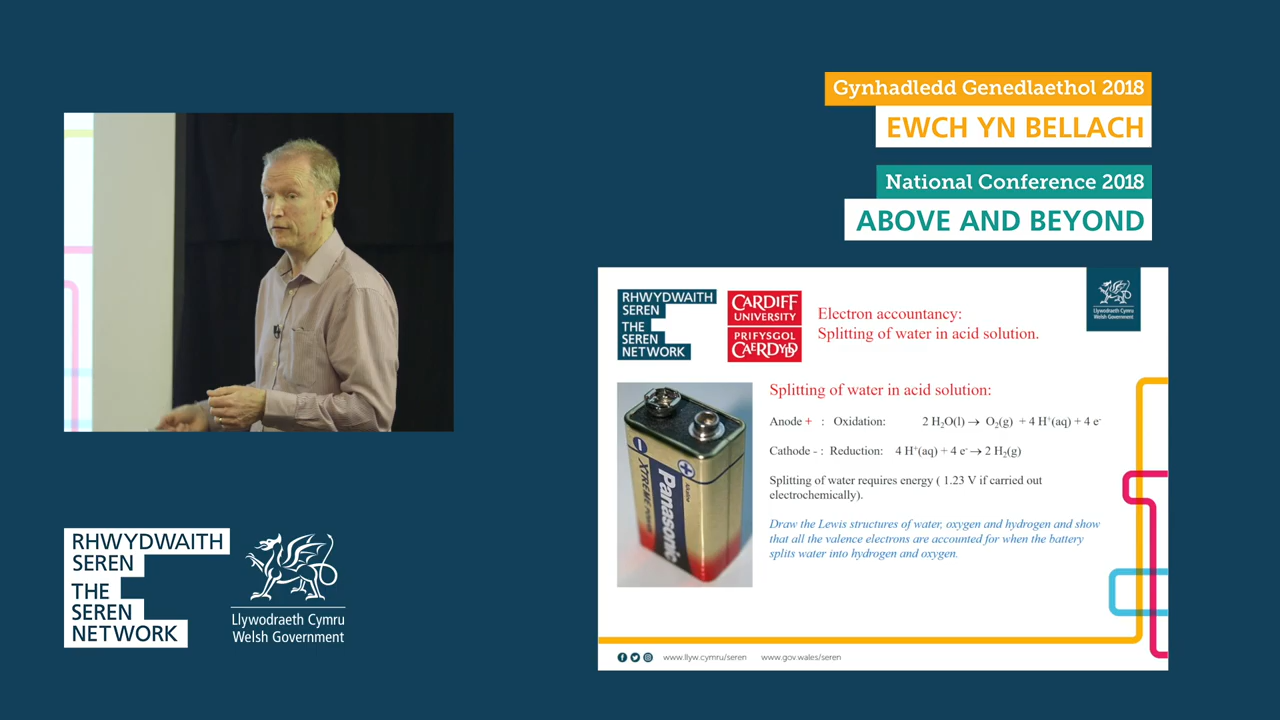 Gynhadledd Genedlaethol 2018
EWCH YN BELLACH
National Conference 2018
ABOVE AND BEYOND
RHWYDWAITH
SEREN
THE
SEREN
NETWORK
CARDIFF
UNIVERSITY
PRIFYSGOL
CAERDYDD
Electron accountancy:
Splitting of water in acid solution.
Llywodraeth Cymru
Welsh Government
Splitting of water in acid solution:
Anode + : Oxidation: 2 H₂O(l) → O₂(g) + 4 H⁺(aq) + 4 e⁻
Cathode - : Reduction: 4 H⁺(aq) + 4 e⁻ → 2 H₂(g)
Splitting of water requires energy ( 1.23 V if carried out
electrochemically).
Draw the Lewis structures of water, oxygen and hydrogen and show
that all the valence electrons are accounted for when the battery
splits water into hydrogen and oxygen.
Panasonic
XTREME POWER
Alkaline
www.llyw.cymru/seren www.gov.wales/seren
RHWYDWAITH
SEREN
THE
SEREN
NETWORK
Llywodraeth Cymru
Welsh Government